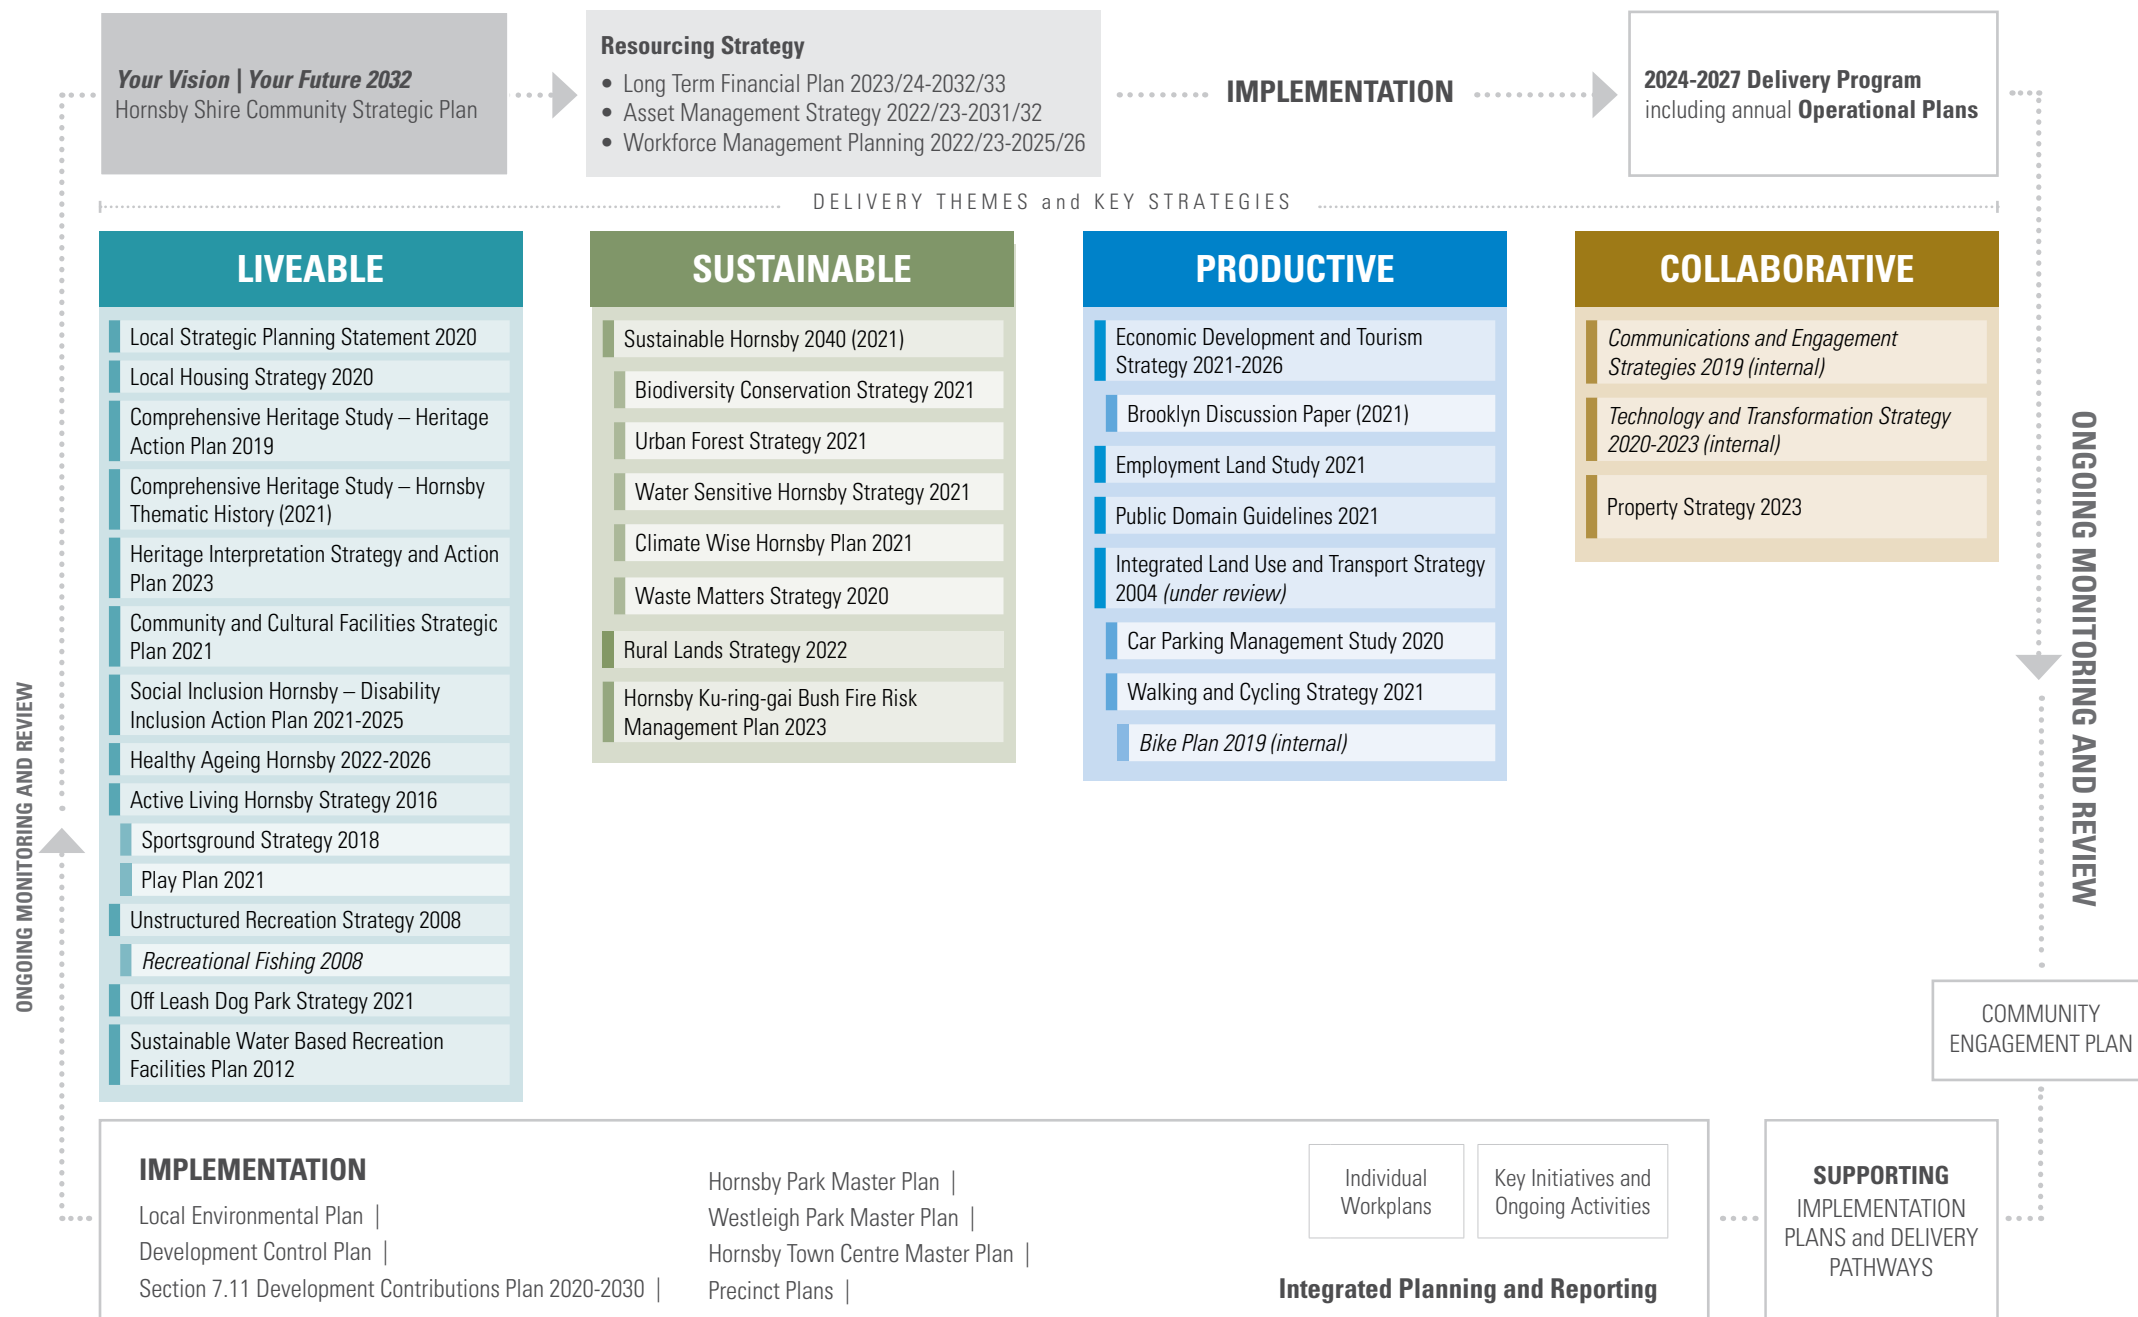 Your Vision | Your Future 2032
Hornsby Shire Community Strategic Plan
Resourcing Strategy
• Long Term Financial Plan 2023/24-2032/33
• Asset Management Strategy 2022/23-2031/32
• Workforce Management Planning 2022/23-2025/26
IMPLEMENTATION
2024-2027 Delivery Program
including annual Operational Plans
DELIVERY THEMES and KEY STRATEGIES
LIVEABLE
Local Strategic Planning Statement 2020
Local Housing Strategy 2020
Comprehensive Heritage Study – Heritage
Action Plan 2019
Comprehensive Heritage Study – Hornsby
Thematic History (2021)
Heritage Interpretation Strategy and Action
Plan 2023
Community and Cultural Facilities Strategic
Plan 2021
Social Inclusion Hornsby – Disability
Inclusion Action Plan 2021-2025
Healthy Ageing Hornsby 2022-2026
Active Living Hornsby Strategy 2016
Sportsground Strategy 2018
Play Plan 2021
Unstructured Recreation Strategy 2008
Recreational Fishing 2008
Off Leash Dog Park Strategy 2021
Sustainable Water Based Recreation
Facilities Plan 2012
SUSTAINABLE
Sustainable Hornsby 2040 (2021)
Biodiversity Conservation Strategy 2021
Urban Forest Strategy 2021
Water Sensitive Hornsby Strategy 2021
Climate Wise Hornsby Plan 2021
Waste Matters Strategy 2020
Rural Lands Strategy 2022
Hornsby Ku-ring-gai Bush Fire Risk
Management Plan 2023
PRODUCTIVE
Economic Development and Tourism
Strategy 2021-2026
Brooklyn Discussion Paper (2021)
Employment Land Study 2021
Public Domain Guidelines 2021
Integrated Land Use and Transport Strategy
2004 (under review)
Car Parking Management Study 2020
Walking and Cycling Strategy 2021
Bike Plan 2019 (internal)
COLLABORATIVE
Communications and Engagement
Strategies 2019 (internal)
Technology and Transformation Strategy
2020-2023 (internal)
Property Strategy 2023
ONGOING MONITORING AND REVIEW
ONGOING MONITORING AND REVIEW
COMMUNITY
ENGAGEMENT PLAN
IMPLEMENTATION
Local Environmental Plan |
Development Control Plan |
Section 7.11 Development Contributions Plan 2020-2030 |
Hornsby Park Master Plan |
Westleigh Park Master Plan |
Hornsby Town Centre Master Plan |
Precinct Plans |
Individual
Workplans
Key Initiatives and
Ongoing Activities
Integrated Planning and Reporting
SUPPORTING
IMPLEMENTATION
PLANS and DELIVERY
PATHWAYS